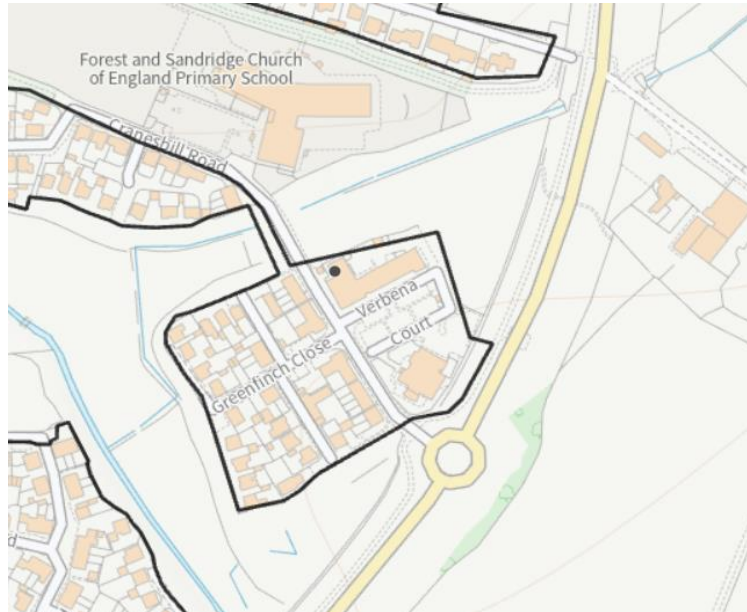 Forest and Sandridge Church
of England Primary School
Cranesbill Road
Verbena
Court
Greenfinch Close
d